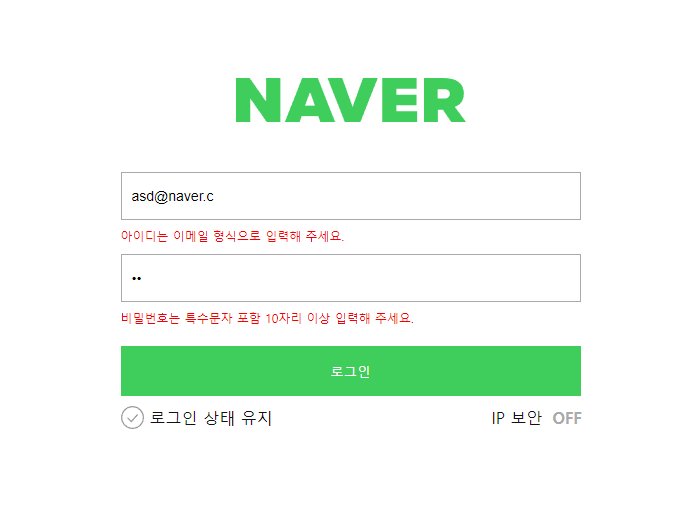 NAVER
asd@naver.c
아이디는 이메일 형식으로 입력해 주세요.
••
비밀번호는 특수문자 포함 10자리 이상 입력해 주세요.
로그인
로그인 상태 유지 IP 보안 OFF